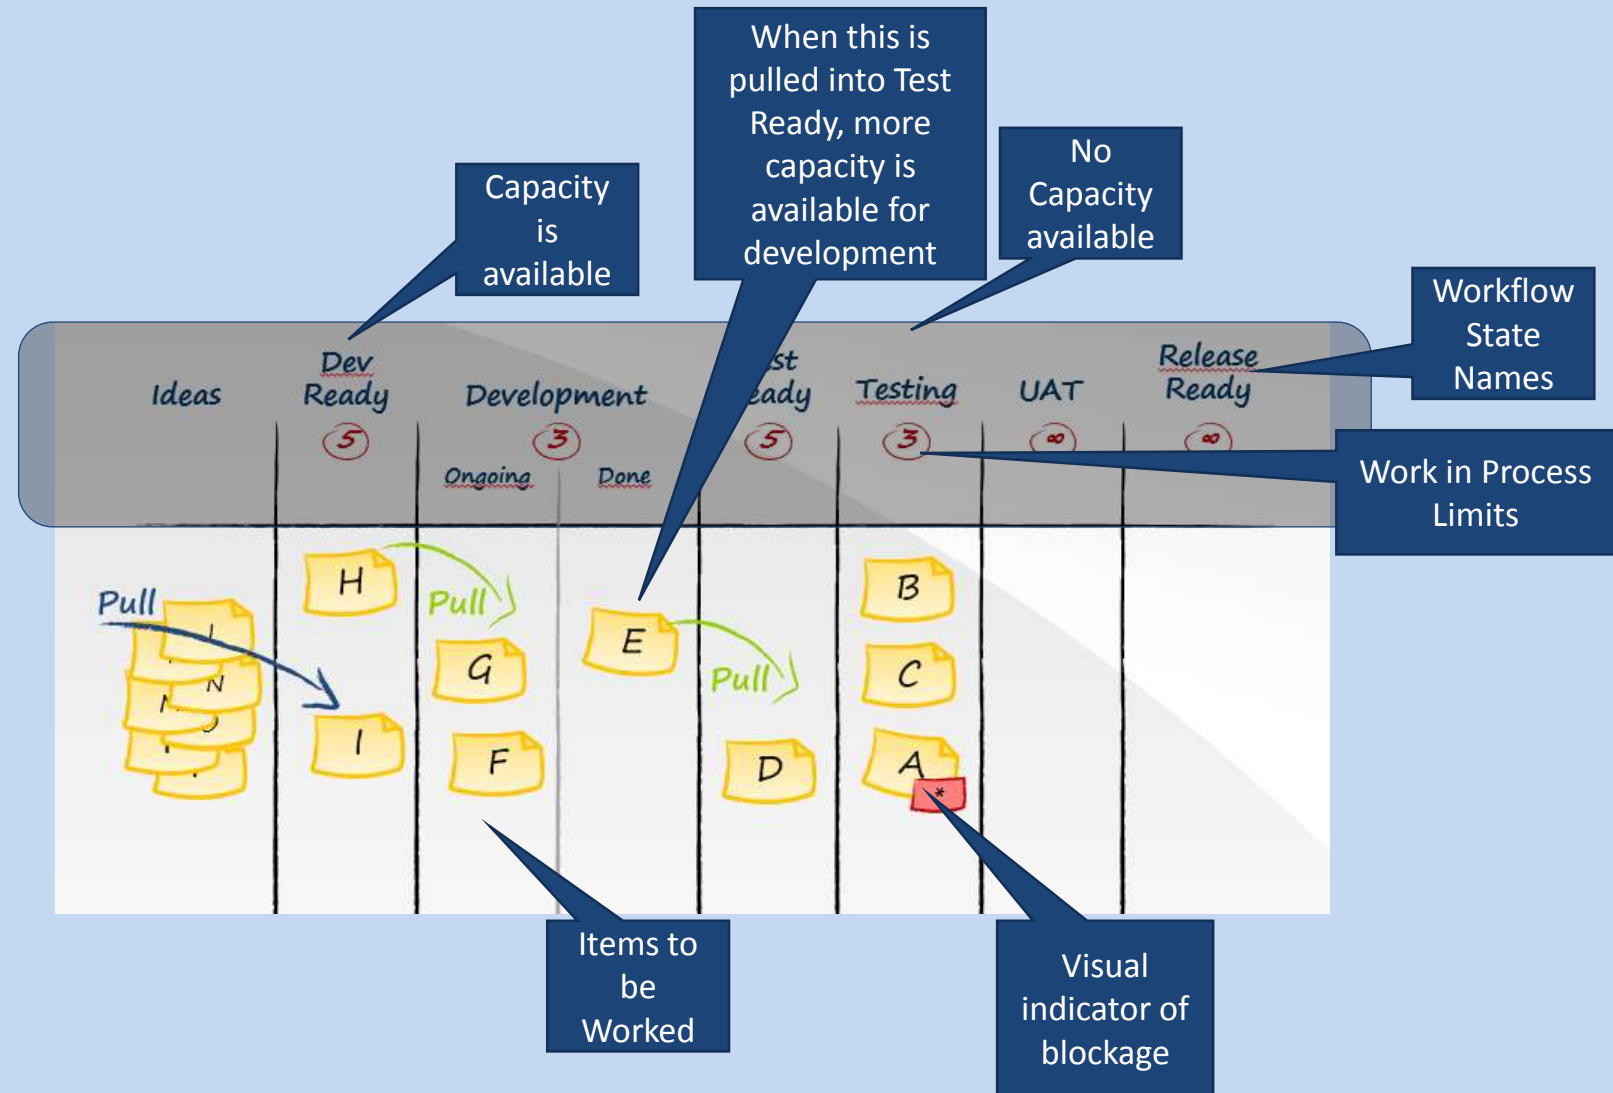 When this is
pulled into Test
Ready, more
capacity is
available for
development
No
Capacity
available
Capacity
is
available
Workflow
State
Names
Ideas
Dev
Ready
5
Development
3
Ongoing
Done
st
eady
5
Testing
3
UAT
∞
Release
Ready
∞
Work in Process
Limits
Pull
N
H
I
Pull
G
F
E
Pull
D
B
C
A
*
Items to
be
Worked
Visual
indicator of
blockage